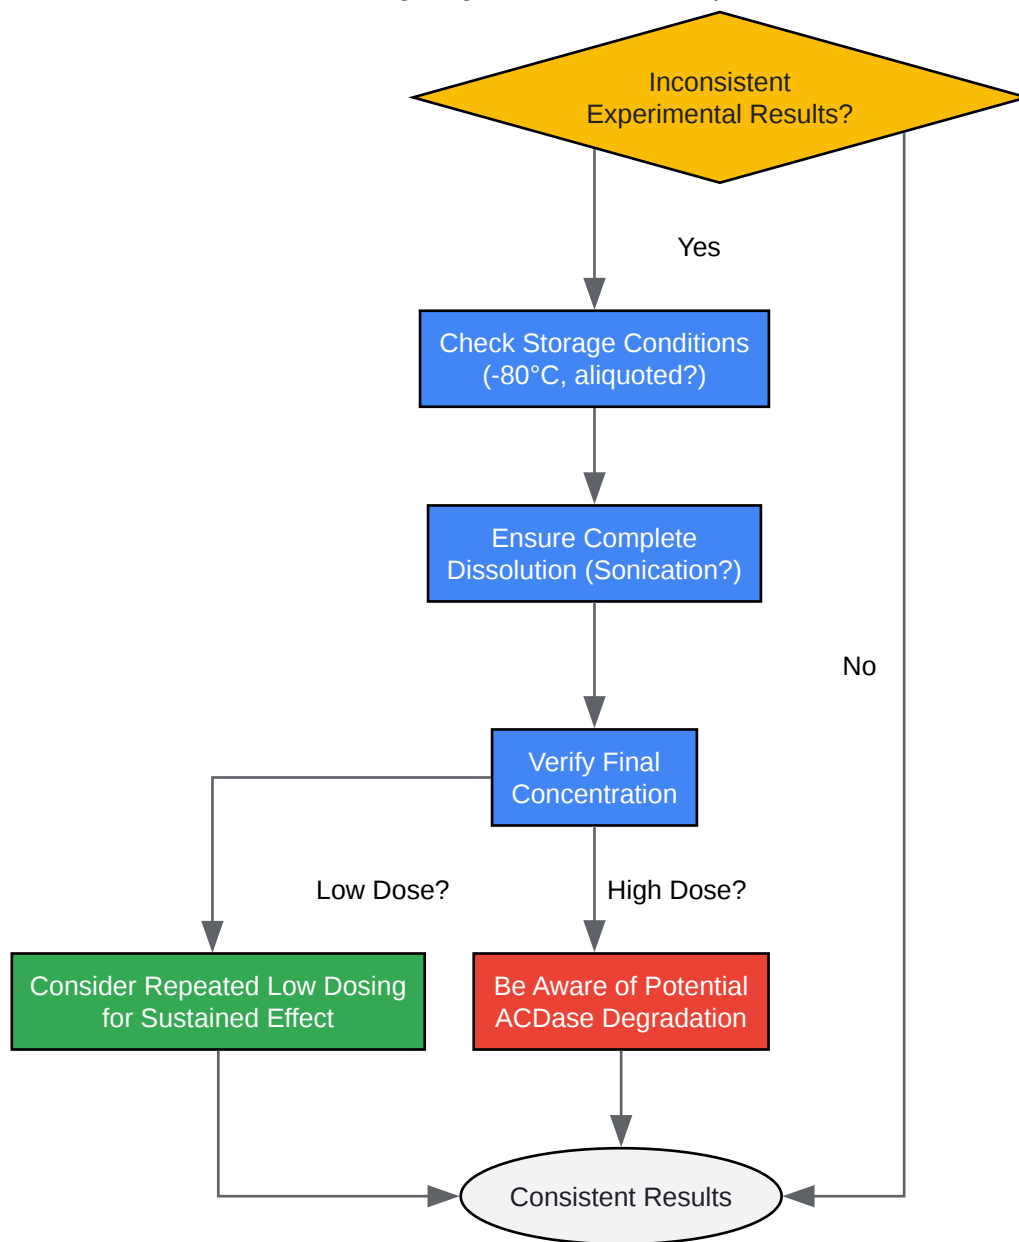 Inconsistent
Experimental Results?
Yes
Check Storage Conditions
(-80°C, aliquoted?)
Ensure Complete
Dissolution (Sonication?)
No
Verify Final
Concentration
Low Dose?
High Dose?
Consider Repeated Low Dosing
for Sustained Effect
Be Aware of Potential
ACDase Degradation
Consistent Results